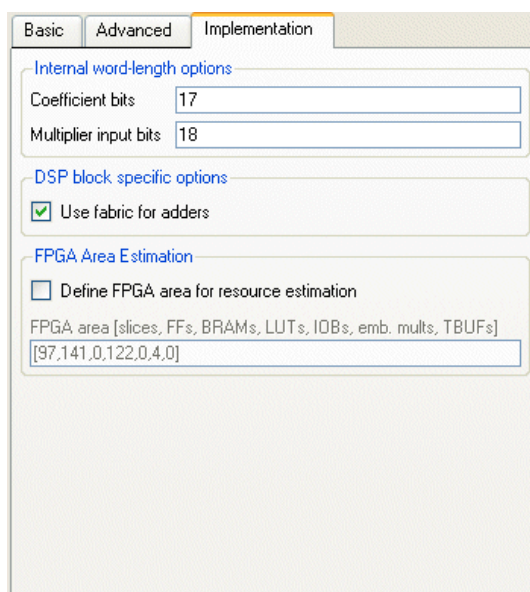 Basic Advanced Implementation
Internal word-length options
Coefficient bits 17
Multiplier input bits 18
DSP block specific options
Use fabric for adders
FPGA Area Estimation
Define FPGA area for resource estimation
FPGA area [slices, FFs, BRAMs, LUTs, IOBs, emb. mults, TBUFs]
[97,141,0,122,0,4,0]